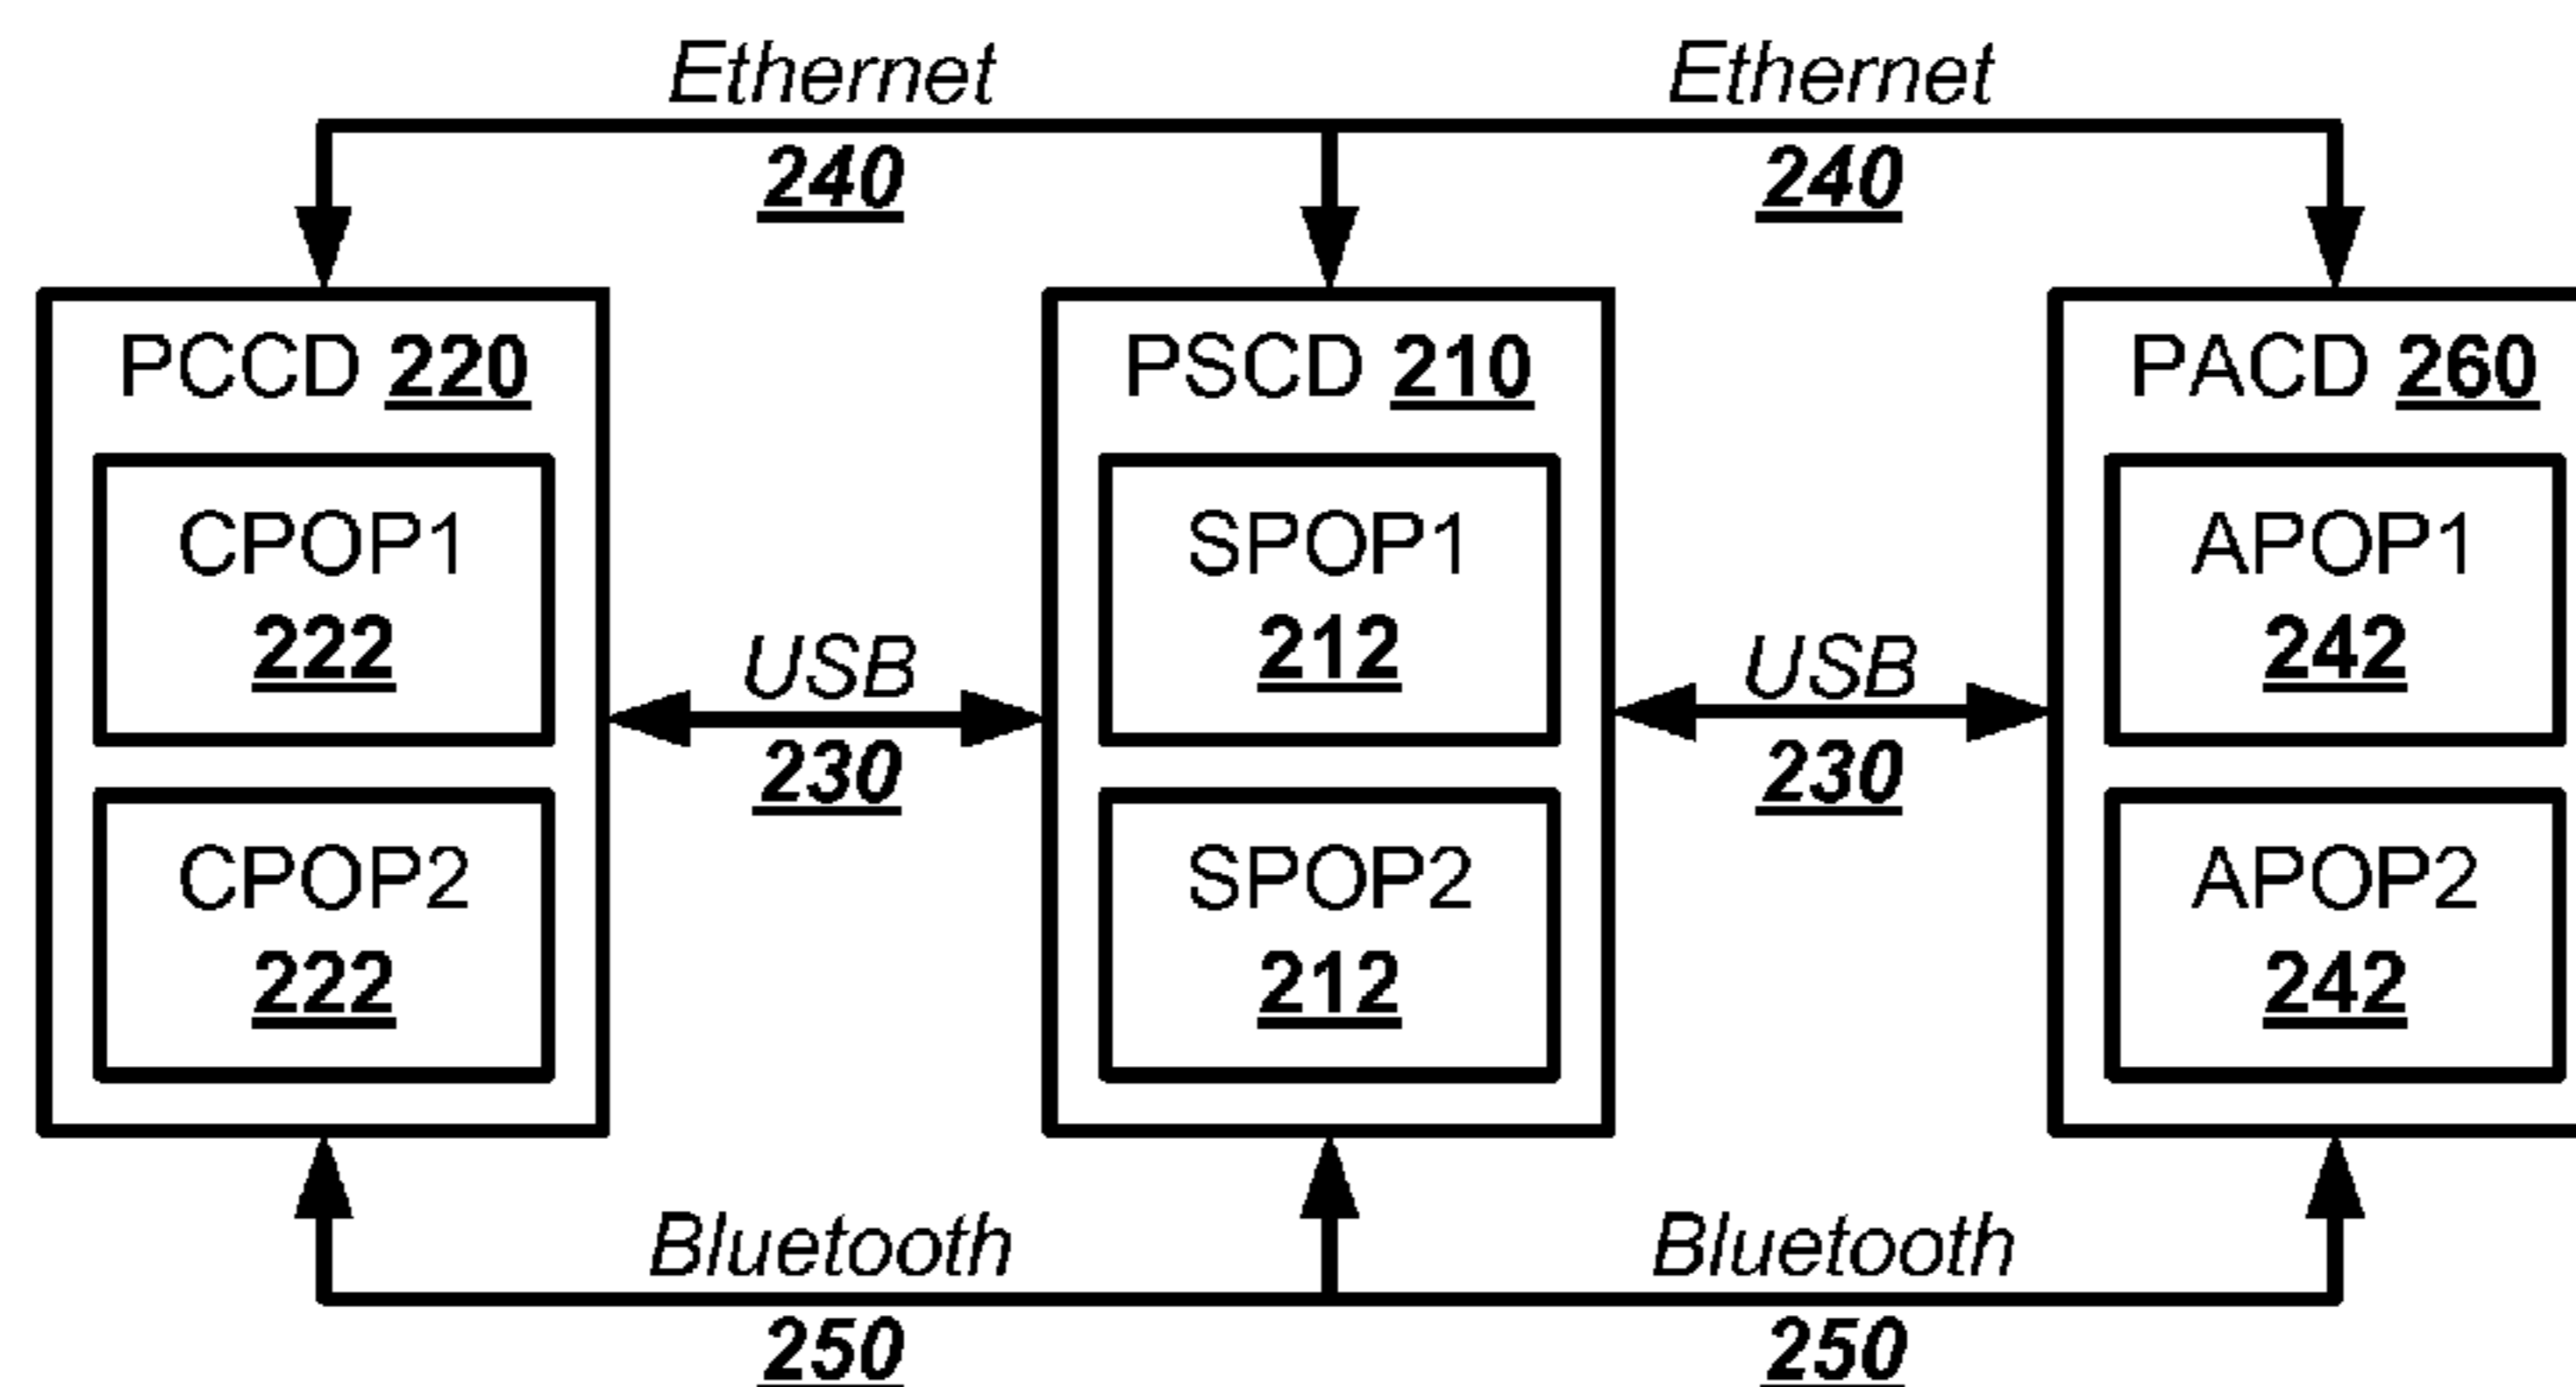 Ethernet
240
Ethernet
240
PCCD 220
CPOP1
222
CPOP2
222
USB
230
PSCD 210
SPOP1
212
SPOP2
212
USB
230
PACD 260
APOP1
242
APOP2
242
Bluetooth
250
Bluetooth
250